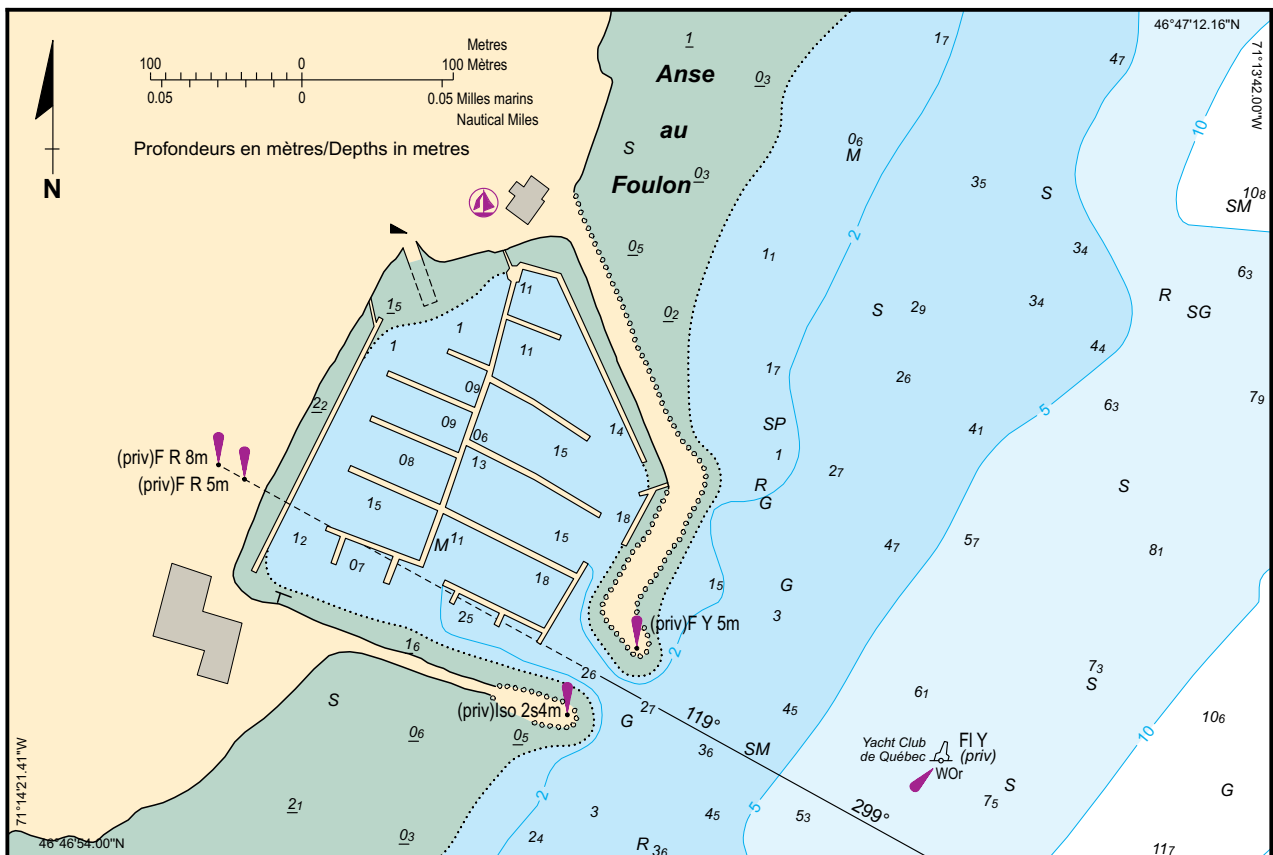 Metres
100 0 100 Mètres
0.05 0 0.05 Milles marins
Nautical Miles
Profondeurs en mètres/Depths in metres
N
46°47'12.16"N
71°13'42.00"W
1
Anse
03
au
S
Foulon
03
05
02
17
47
10
06
M
35
S
108
SM
2
11
34
63
R
SG
S
29
34
44
17
26
79
5
63
SP
41
1
27
R
G
S
47
57
81
15
G
3
15
1
1
11
11
22
09
09
06
14
15
08
13
15
18
12
M
11
15
07
18
25
(priv)F R 8m
(priv)F R 5m
(priv)F Y 5m
2
16
26
(priv)Iso 2s4m
27
119°
G
45
61
73
S
36
SM
Yacht Club
de Québec
Fl Y
(priv)
WOr
10
106
S
06
05
S
75
G
299°
21
03
2
3
45
5
53
24
R
36
117
71°14'21.41"W
46°46'54.00"N